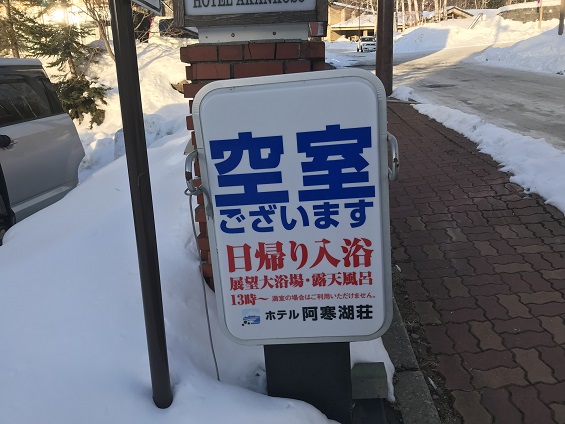 HOTEL AKANKOSO
空室
ございます
日帰り入浴
展望大浴場・露天風呂
13時～ 満室の場合はご利用いただけません。
ホテル 阿寒湖荘